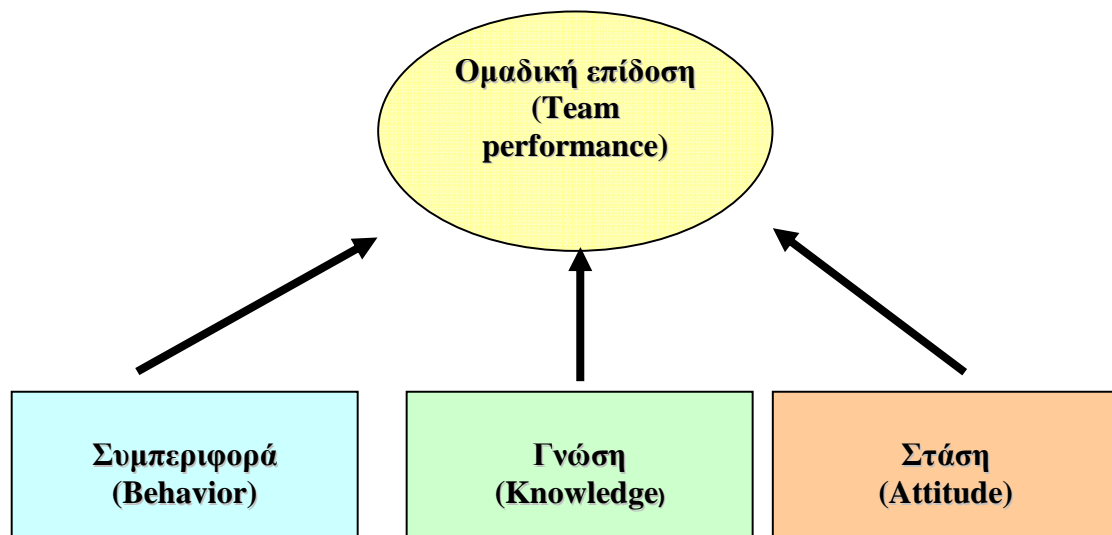 Ομαδική επίδοση
(Team
performance)
Συμπεριφορά
(Behavior)
Γνώση
(Knowledge)
Στάση
(Attitude)